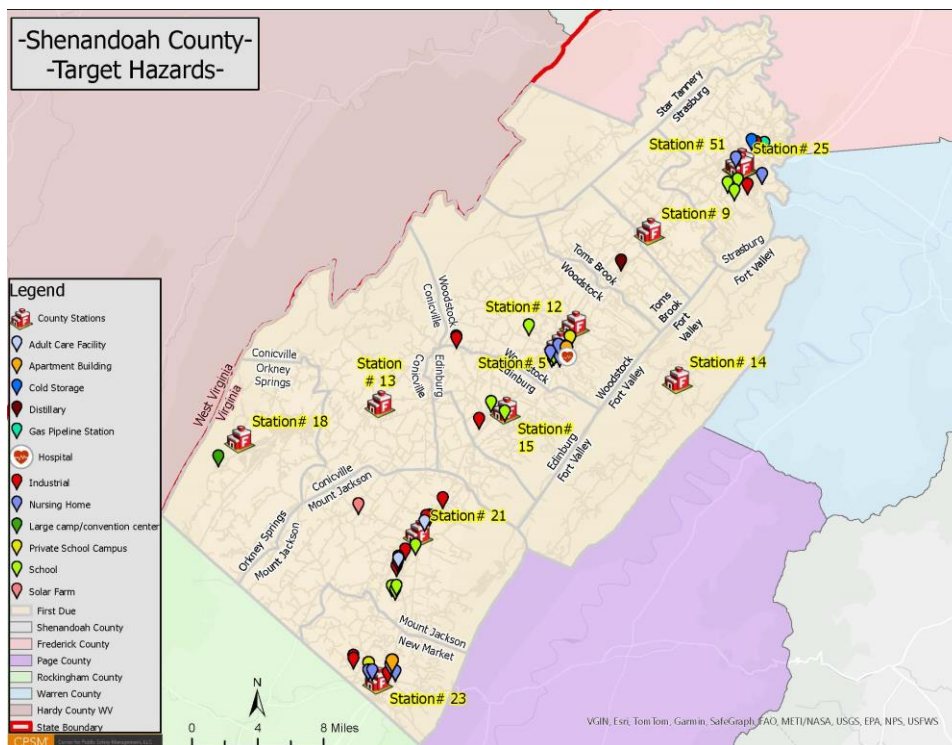 -Shenandoah County-
-Target Hazards-
Star Tannery
Strasburg
Station# 51
Station# 25
Station# 9
Strasburg
Fort Valley
Toms Brook
Woodstock
Toms
Brook
Fort
Valley
Woodstock
Conicville
Station# 12
Station# 5
Woodstock
Edinburg
Woodstock
Fort Valley
Station# 14
Conicville
Orkney
Springs
Station
# 13
Conicville
Edinburg
West Virginia
Virginia
Station# 18
Station#
15
Edinburg
Fort Valley
Conicville
Mount Jackson
Orkney Springs
Mount Jackson
Station# 21
Mount Jackson
New Market
Station# 23
Legend
County Stations
Adult Care Facility
Apartment Building
Cold Storage
Distillary
Gas Pipeline Station
Hospital
Industrial
Nursing Home
Large camp/convention center
Private School Campus
School
Solar Farm
First Due
Shenandoah County
Frederick County
Page County
Rockingham County
Warren County
Hardy County WV
State Boundary
CPSM
Center for Public Safety Management, LLC
N
0 4 8 Miles
VGIN, Esri, TomTom, Garmin, SafeGraph, FAO, METI/NASA, USGS, EPA, NPS, USFWS